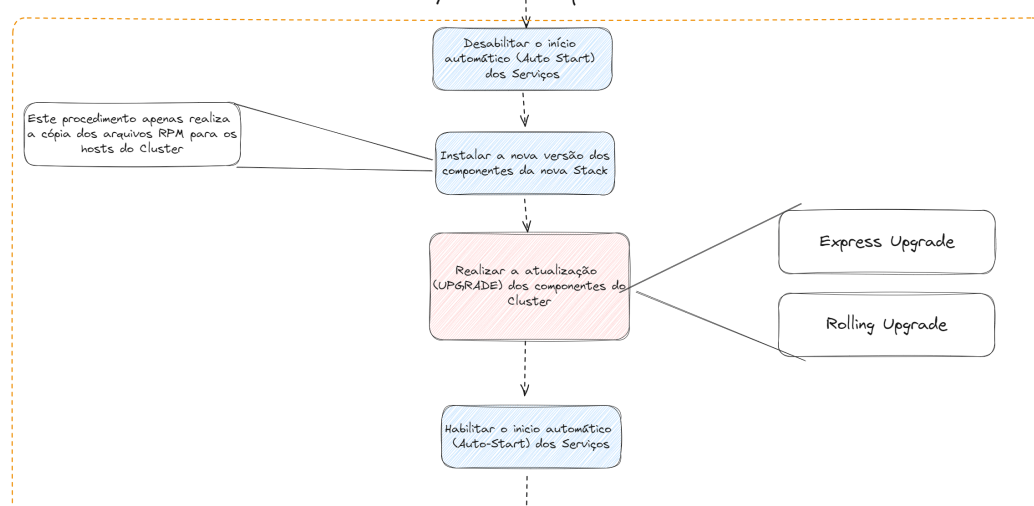 Desabilitar o início
automático (Auto Start)
dos Serviços
Este procedimento apenas realiza
a cópia dos arquivos RPM para os
hosts do Cluster
Instalar a nova versão dos
componentes da nova Stack
Realizar a atualização
(UPGRADE) dos componentes do
Cluster
Express Upgrade
Rolling Upgrade
Habilitar o inicio automático
(Auto-Start) dos Serviços